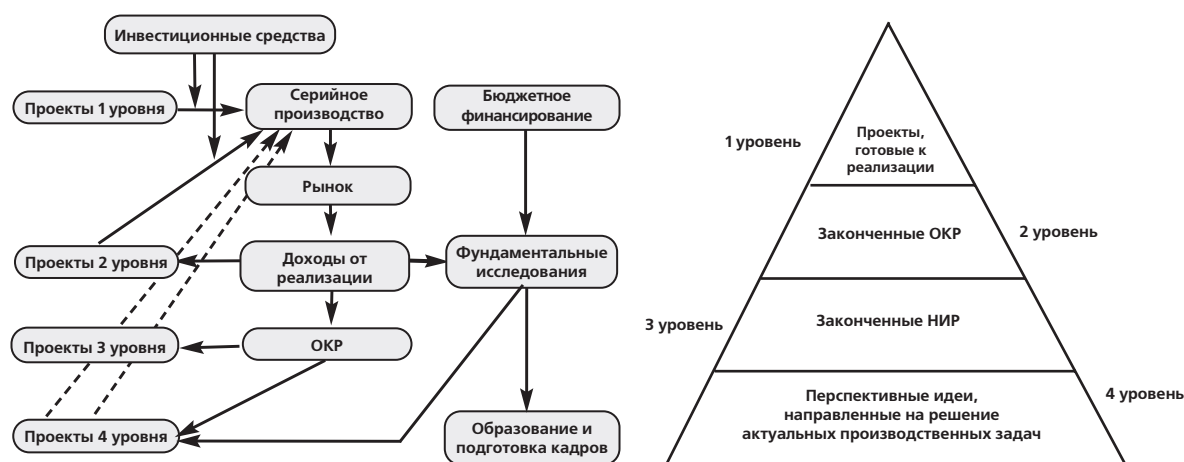 Инвестиционные средства
Проекты 1 уровня
Серийное
производство
Бюджетное
финансирование
Рынок
Проекты 2 уровня
Доходы от
реализации
Фундаментальные
исследования
Проекты 3 уровня
ОКР
Проекты 4 уровня
Образование и
подготовка кадров
1 уровень
Проекты,
готовые к
реализации
Законченные ОКР
2 уровень
3 уровень
Законченные НИР
Перспективные идеи,
направленные на решение
актуальных производственных задач
4 уровень